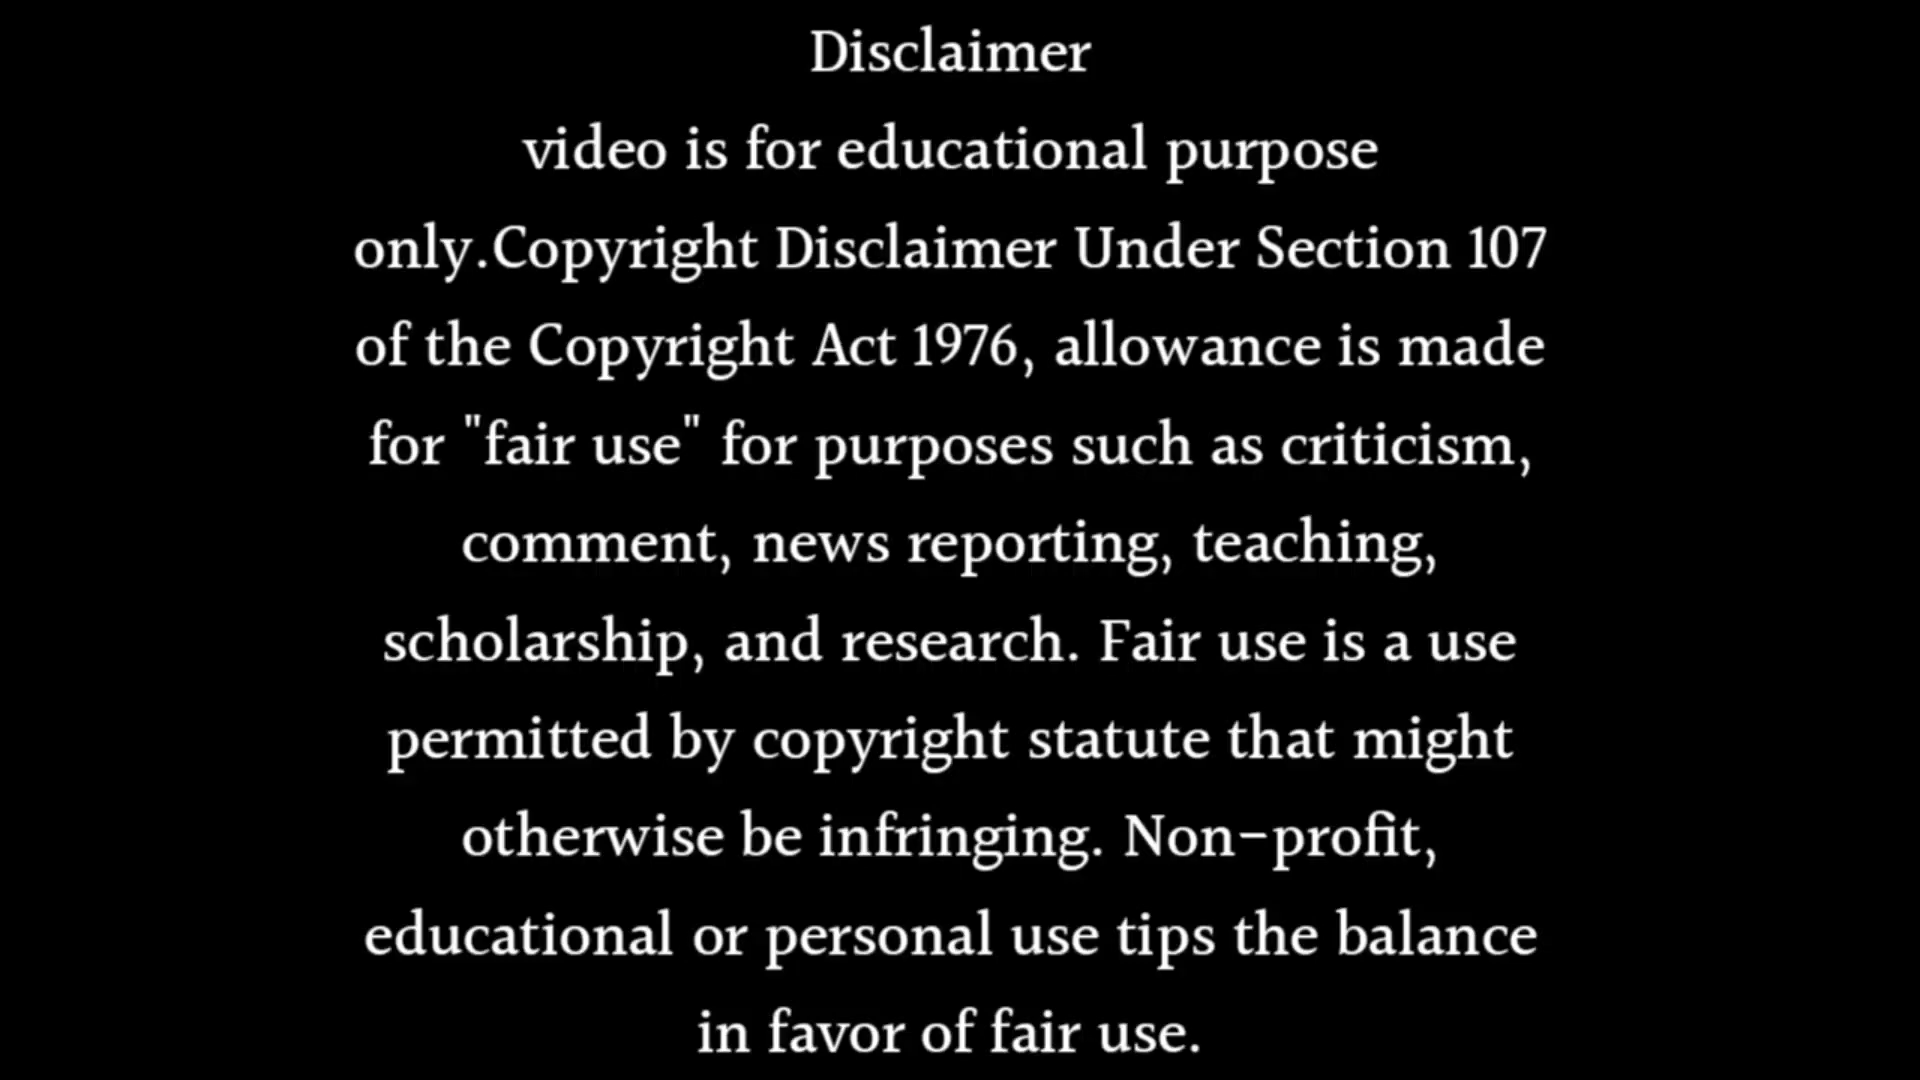 Disclaimer
video is for educational purpose
only.Copyright Disclaimer Under Section 107
of the Copyright Act 1976, allowance is made
for "fair use" for purposes such as criticism,
comment, news reporting, teaching,
scholarship, and research. Fair use is a use
permitted by copyright statute that might
otherwise be infringing. Non-profit,
educational or personal use tips the balance
in favor of fair use.